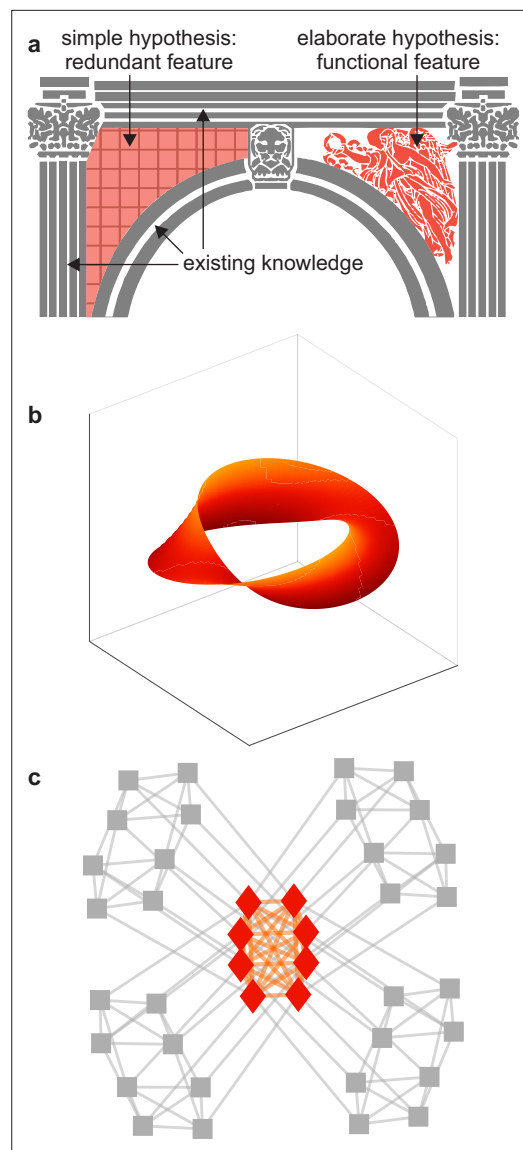 a
simple hypothesis:
redundant feature
elaborate hypothesis:
functional feature
existing knowledge
b
c